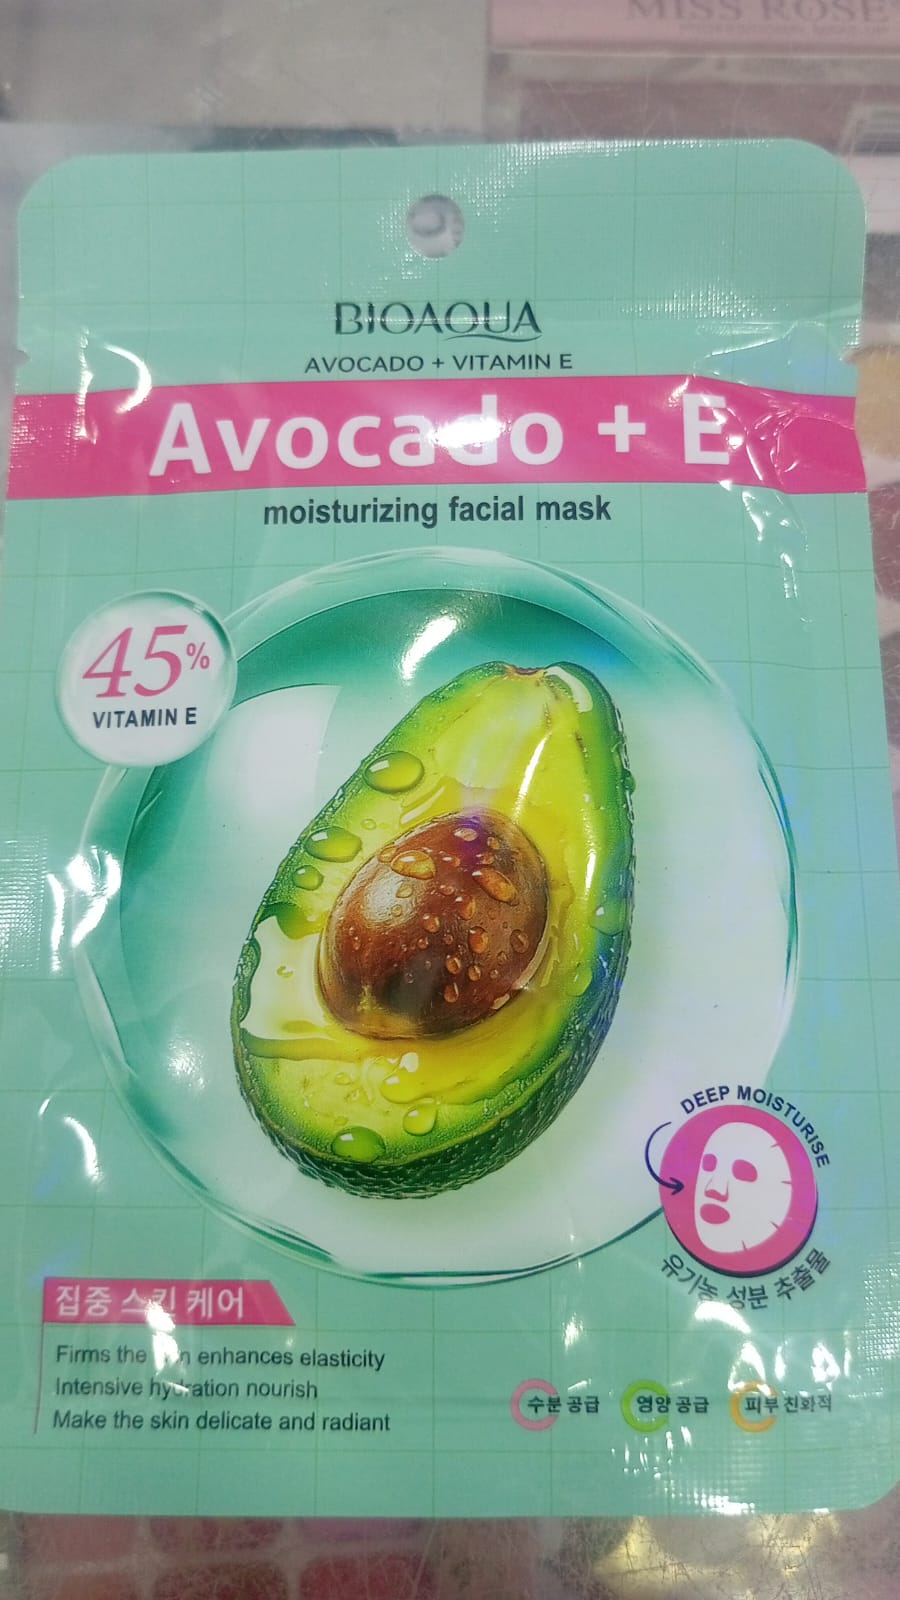 MISS ROSE
BIOAQUA
AVOCADO + VITAMIN E
Avocado + E
moisturizing facial mask
45%
VITAMIN E
DEEP MOISTURISE
유기농 성분 추출물
집중 스킨 케어
Firms the enhances elasticity
Intensive hydration nourish
Make the skin delicate and radiant
수분 공급
영양 공급
피부 친화적